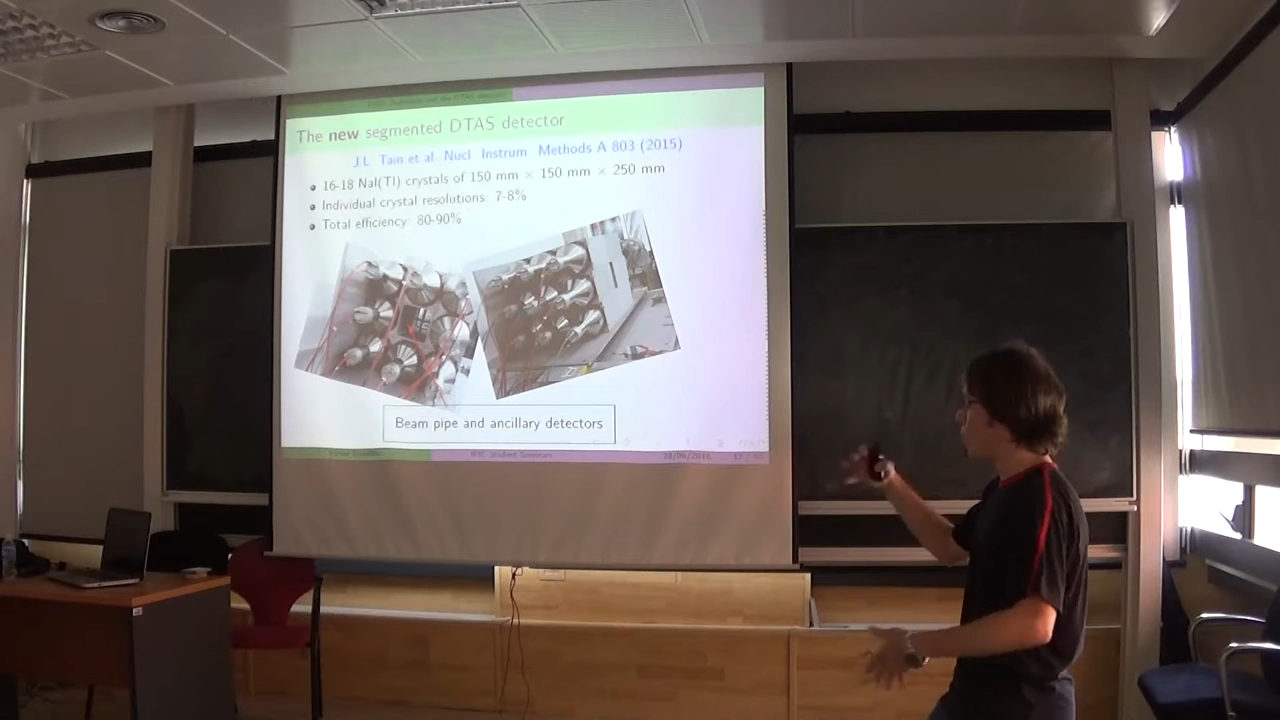 The new segmented DTAS detector
J.L. Tain et al. Nucl. Instrum. Methods A 803 (2015)
16-18 NaI(Tl) crystals of 150 mm × 150 mm × 250 mm
Individual crystal resolutions: 7-8%
Total efficiency: 80-90%
Beam pipe and ancillary detectors
Student Seminars